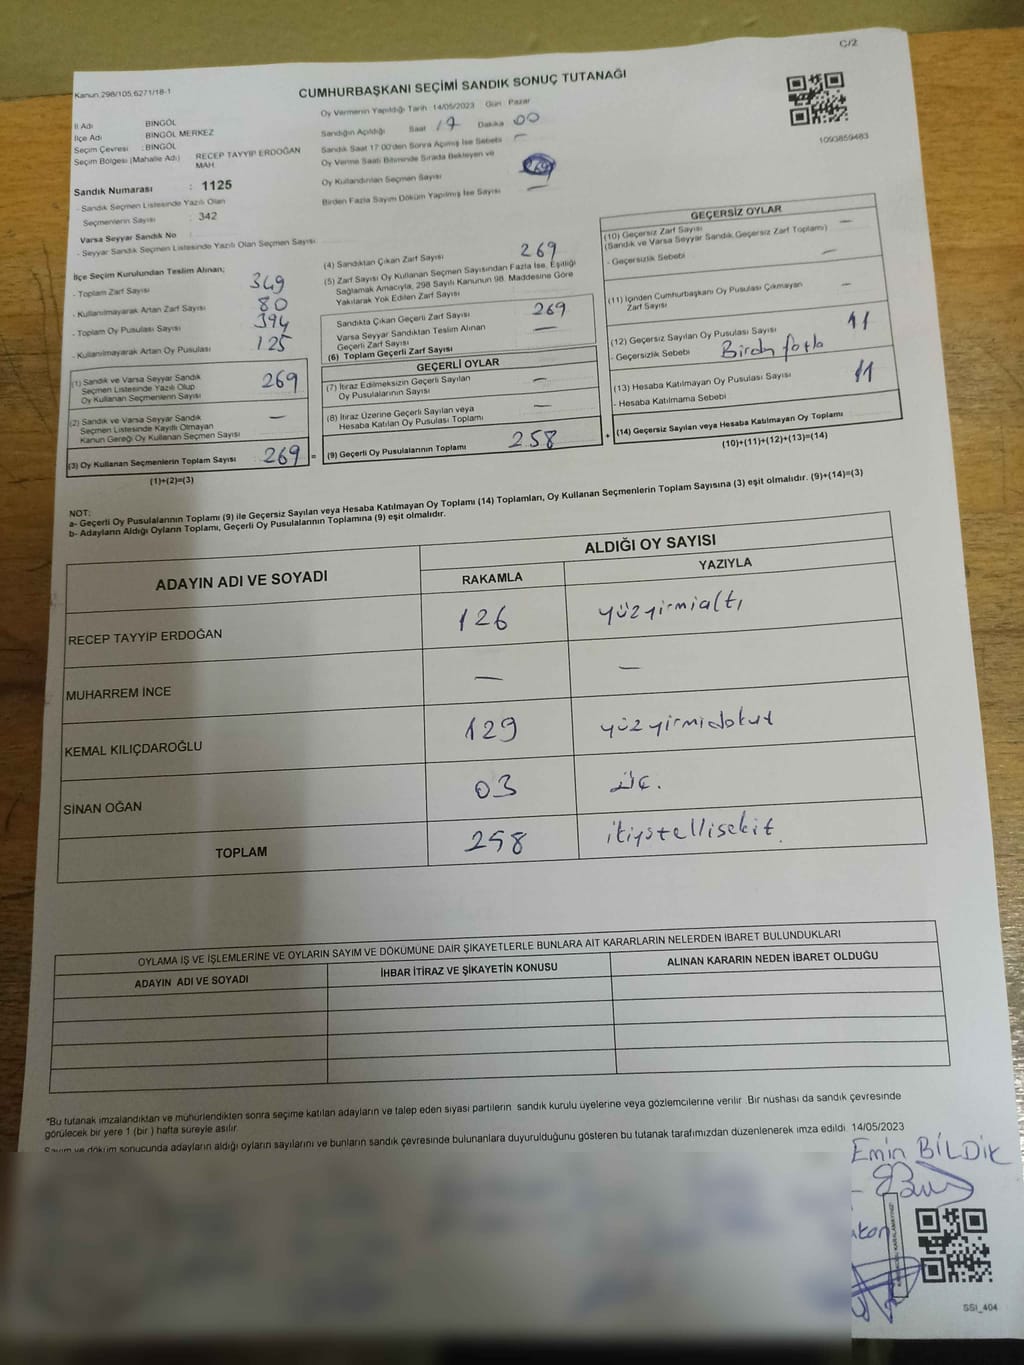 C/2
Kanun.298/105,6271/18-1
CUMHURBAŞKANI SEÇİMİ SANDIK SONUÇ TUTANAĞI
İl Adı BİNGÖL
İlçe Adı BİNGÖL MERKEZ
Seçim Çevresi : BİNGÖL
Seçim Bölgesi (Mahalle Adı) RECEP TAYYİP ERDOĞAN MAH.
Sandık Numarası : 1125
- Sandık Seçmen Listesinde Yazılı Olan
Seçmenlerin Sayısı : 342
Varsa Seyyar Sandık No
- Seyyar Sandık Seçmen Listesinde Yazılı Olan Seçmen Sayısı :
Oy Vermenin Yapıldığı Tarih :14/05/2023 Gün : Pazar
Sandığın Açıldığı Saat 17 Dakika 00
Sandık Saat 17:00'den Sonra Açımış İse Sebebi —
Oy Verme Saati Bitiminde Sırada Bekleyen ve
Oy Kullandırılan Seçmen Sayısı
Birden Fazla Sayım Döküm Yapılmış İse Sayısı —
1093859483
İlçe Seçim Kurulundan Teslim Alınan;
- Toplam Zarf Sayısı 349
- Kullanılmayarak Artan Zarf Sayısı 80
- Toplam Oy Pusulası Sayısı 394
- Kullanılmayarak Artan Oy Pusulası 125
(1) Sandık ve Varsa Seyyar Sandık
Seçmen Listesinde Yazılı Olup
Oy Kullanan Seçmenlerin Sayısı 269
(2) Sandık ve Varsa Seyyar Sandık
Seçmen Listesinde Kayıtlı Olmayan
Kanun Gereği Oy Kullanan Seçmen Sayısı —
(3) Oy Kullanan Seçmenlerin Toplam Sayısı 269 =
(1)+(2)=(3)
(4) Sandıktan Çıkan Zarf Sayısı 269
(5) Zarf Sayısı Oy Kullanan Seçmen Sayısından Fazla İse, Eşitliği
Sağlamak Amacıyla, 298 Sayılı Kanunun 98. Maddesine Göre
Yakılarak Yok Edilen Zarf Sayısı
Sandıkta Çıkan Geçerli Zarf Sayısı 269
Varsa Seyyar Sandıktan Teslim Alınan
Geçerli Zarf Sayısı —
(6) Toplam Geçerli Zarf Sayısı
GEÇERLİ OYLAR
(7) İtiraz Edilmeksizin Geçerli Sayılan
Oy Pusulalarının Sayısı —
(8) İtiraz Üzerine Geçerli Sayılan veya
Hesaba Katılan Oy Pusulası Toplamı —
(9) Geçerli Oy Pusulalarının Toplamı 258 +
GEÇERSİZ OYLAR
(10) Geçersiz Zarf Sayısı —
(Sandık ve Varsa Seyyar Sandık Geçersiz Zarf Toplamı)
- Geçersizlik Sebebi —
(11) İçinden Cumhurbaşkanı Oy Pusulası Çıkmayan
Zarf Sayısı —
(12) Geçersiz Sayılan Oy Pusulası Sayısı 11
- Geçersizlik Sebebi Birden fazla
(13) Hesaba Katılmayan Oy Pusulası Sayısı 11
- Hesaba Katılmama Sebebi
(14) Geçersiz Sayılan veya Hesaba Katılmayan Oy Toplamı
(10)+(11)+(12)+(13)=(14)
NOT:
a- Geçerli Oy Pusulalarının Toplamı (9) ile Geçersiz Sayılan veya Hesaba Katılmayan Oy Toplamı (14) Toplamları, Oy Kullanan Seçmenlerin Toplam Sayısına (3) eşit olmalıdır. (9)+(14)=(3)
b- Adayların Aldığı Oyların Toplamı, Geçerli Oy Pusulalarının Toplamına (9) eşit olmalıdır.
ADAYIN ADI VE SOYADI ALDIĞI OY SAYISI
RAKAMLA YAZIYLA
RECEP TAYYİP ERDOĞAN 126 yüzyirmialtı
MUHARREM İNCE — —
KEMAL KILIÇDAROĞLU 129 yüzyirmidokuz
SİNAN OĞAN 03 üç.
TOPLAM 258 ikiyüzellisekiz
OYLAMA İŞ VE İŞLEMLERİNE VE OYLARIN SAYIM VE DÖKÜMÜNE DAİR ŞİKAYETLERLE BUNLARA AİT KARARLARIN NELERDEN İBARET BULUNDUKLARI
ADAYIN ADI VE SOYADI İHBAR İTİRAZ VE ŞİKAYETİN KONUSU ALINAN KARARIN NEDEN İBARET OLDUĞU
"Bu tutanak imzalandıktan ve mühürlendikten sonra seçime katılan adayların ve talep eden siyasi partilerin sandık kurulu üyelerine veya gözlemcilerine verilir. Bir nüshası da sandık çevresinde
görülecek bir yere 1 (bir ) hafta süreyle asılır.
Sayım ve döküm sonucunda adayların aldığı oyların sayılarını ve bunların sandık çevresinde bulunanlara duyurulduğunu gösteren bu tutanak tarafımızdan düzenlenerek imza edildi. 14/05/2023
Emin BİLDİK
SSI_404